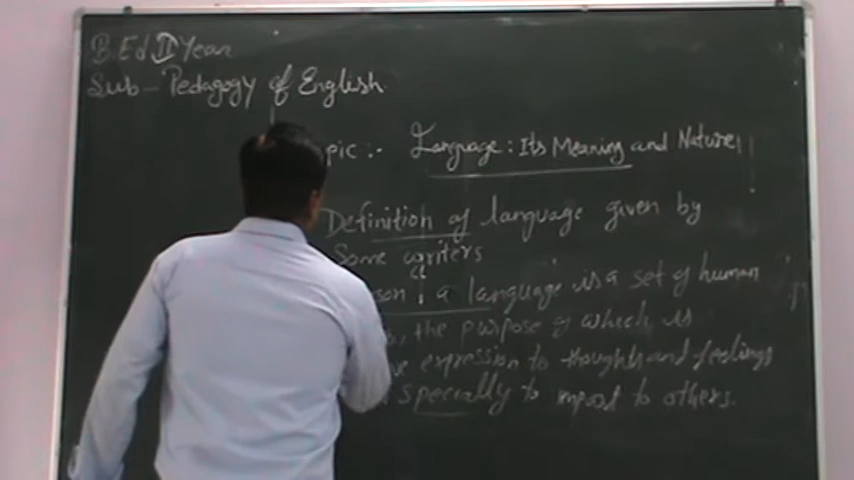 B.Ed II Year
Sub - Pedagogy of English
pic :- Language: Its Meaning and Nature
Definition of language given by
Some writers
son, a language is a set of human
the purpose of which is
ve expression to thoughts and feelings
specially to impart to others.